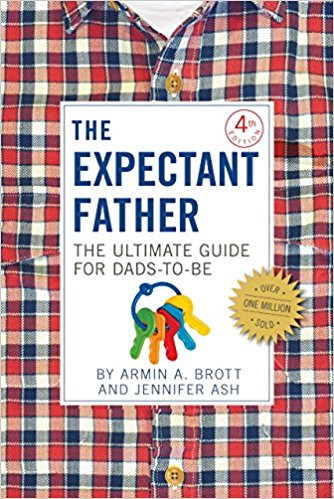 THE
EXPECTANT
FATHER
4th
EDITION
THE ULTIMATE GUIDE
FOR DADS-TO-BE
OVER
ONE MILLION
SOLD
BY ARMIN A. BROTT
AND JENNIFER ASH